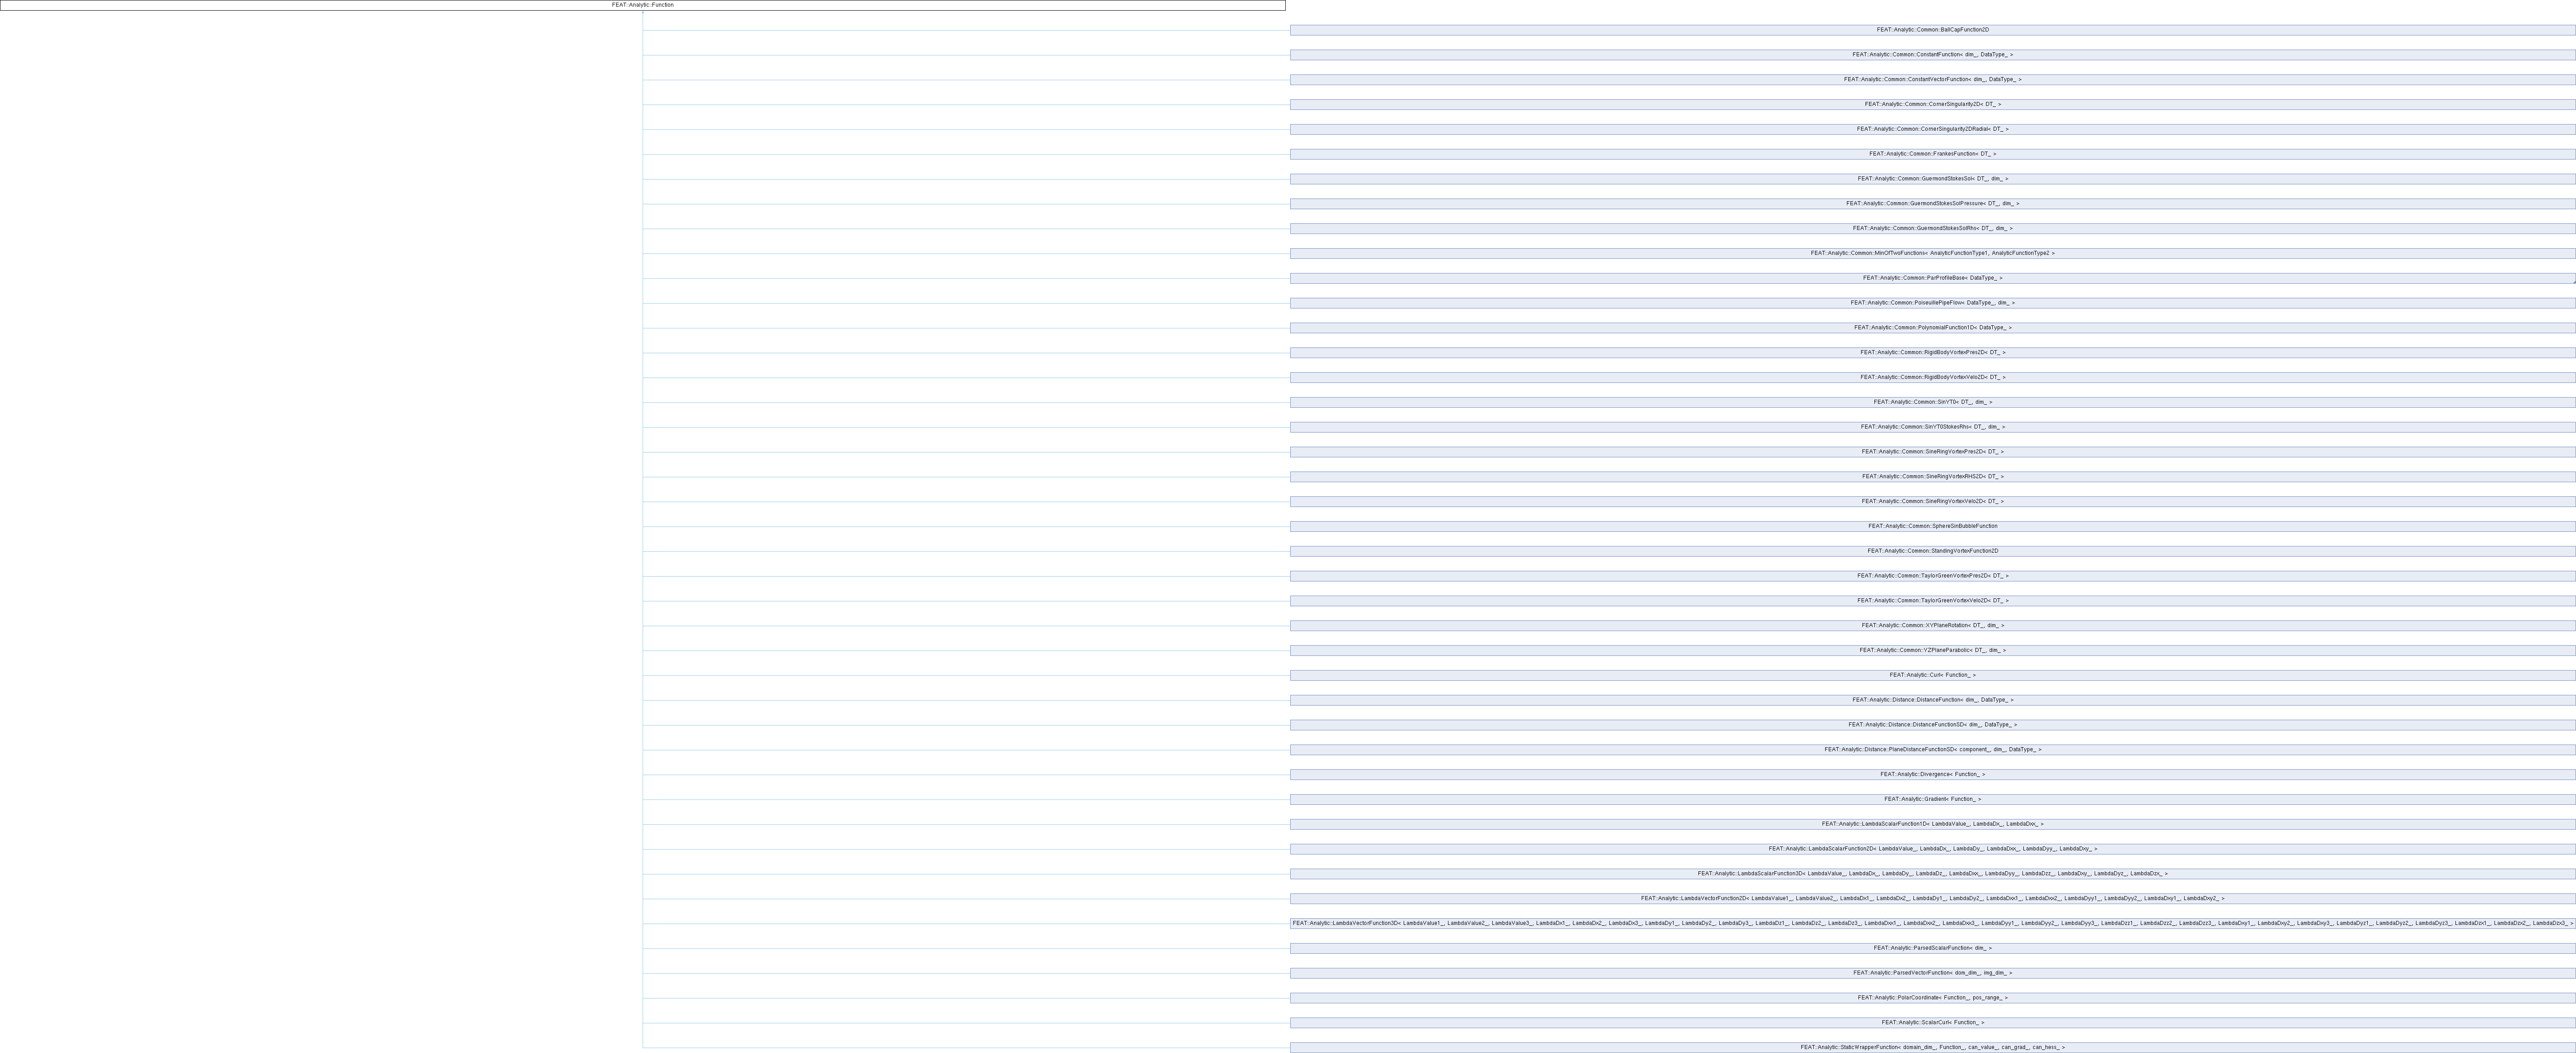 FEAT::Analytic::Function
FEAT::Analytic::Common::BallCapFunction2D
FEAT::Analytic::Common::ConstantFunction< dim_, DataType_ >
FEAT::Analytic::Common::ConstantVectorFunction< dim_, DataType_ >
FEAT::Analytic::Common::CornerSingularity2D< DT_ >
FEAT::Analytic::Common::CornerSingularity2DRadial< DT_ >
FEAT::Analytic::Common::FrankesFunction< DT_ >
FEAT::Analytic::Common::GuermondStokesSol< DT_, dim_ >
FEAT::Analytic::Common::GuermondStokesSolPressure< DT_, dim_ >
FEAT::Analytic::Common::GuermondStokesSolRhs< DT_, dim_ >
FEAT::Analytic::Common::MinOfTwoFunctions< AnalyticFunctionType1, AnalyticFunctionType2 >
FEAT::Analytic::Common::ParProfileBase< DataType_ >
FEAT::Analytic::Common::PoiseuillePipeFlow< DataType_, dim_ >
FEAT::Analytic::Common::PolynomialFunction1D< DataType_ >
FEAT::Analytic::Common::RigidBodyVortexPres2D< DT_ >
FEAT::Analytic::Common::RigidBodyVortexVelo2D< DT_ >
FEAT::Analytic::Common::SinYT0< DT_, dim_ >
FEAT::Analytic::Common::SinYT0StokesRhs< DT_, dim_ >
FEAT::Analytic::Common::SineRingVortexPres2D< DT_ >
FEAT::Analytic::Common::SineRingVortexRHS2D< DT_ >
FEAT::Analytic::Common::SineRingVortexVelo2D< DT_ >
FEAT::Analytic::Common::SphereSinBubbleFunction
FEAT::Analytic::Common::StandingVortexFunction2D
FEAT::Analytic::Common::TaylorGreenVortexPres2D< DT_ >
FEAT::Analytic::Common::TaylorGreenVortexVelo2D< DT_ >
FEAT::Analytic::Common::XYPlaneRotation< DT_, dim_ >
FEAT::Analytic::Common::YZPlaneParabolic< DT_, dim_ >
FEAT::Analytic::Curl< Function_ >
FEAT::Analytic::Distance::DistanceFunction< dim_, DataType_ >
FEAT::Analytic::Distance::DistanceFunctionSD< dim_, DataType_ >
FEAT::Analytic::Distance::PlaneDistanceFunctionSD< component_, dim_, DataType_ >
FEAT::Analytic::Divergence< Function_ >
FEAT::Analytic::Gradient< Function_ >
FEAT::Analytic::LambdaScalarFunction1D< LambdaValue_, LambdaDx_, LambdaDxx_ >
FEAT::Analytic::LambdaScalarFunction2D< LambdaValue_, LambdaDx_, LambdaDy_, LambdaDxx_, LambdaDyy_, LambdaDxy_ >
FEAT::Analytic::LambdaScalarFunction3D< LambdaValue_, LambdaDx_, LambdaDy_, LambdaDz_, LambdaDxx_, LambdaDyy_, LambdaDzz_, LambdaDxy_, LambdaDyz_, LambdaDzx_ >
FEAT::Analytic::LambdaVectorFunction2D< LambdaValue1_, LambdaValue2_, LambdaDx1_, LambdaDx2_, LambdaDy1_, LambdaDy2_, LambdaDxx1_, LambdaDxx2_, LambdaDyy1_, LambdaDyy2_, LambdaDxy1_, LambdaDxy2_ >
FEAT::Analytic::LambdaVectorFunction3D< LambdaValue1_, LambdaValue2_, LambdaValue3_, LambdaDx1_, LambdaDx2_, LambdaDx3_, LambdaDy1_, LambdaDy2_, LambdaDy3_, LambdaDz1_, LambdaDz2_, LambdaDz3_, LambdaDxx1_, LambdaDxx2_, LambdaDxx3_, LambdaDyy1_, LambdaDyy2_, LambdaDyy3_, LambdaDzz1_, LambdaDzz2_, LambdaDzz3_, LambdaDxy1_, LambdaDxy2_, LambdaDxy3_, LambdaDyz1_, LambdaDyz2_, LambdaDyz3_, LambdaDzx1_, LambdaDzx2_, LambdaDzx3_ >
FEAT::Analytic::ParsedScalarFunction< dim_ >
FEAT::Analytic::ParsedVectorFunction< dom_dim_, img_dim_ >
FEAT::Analytic::PolarCoordinate< Function_, pos_range_ >
FEAT::Analytic::ScalarCurl< Function_ >
FEAT::Analytic::StaticWrapperFunction< domain_dim_, Function_, can_value_, can_grad_, can_hess_ >